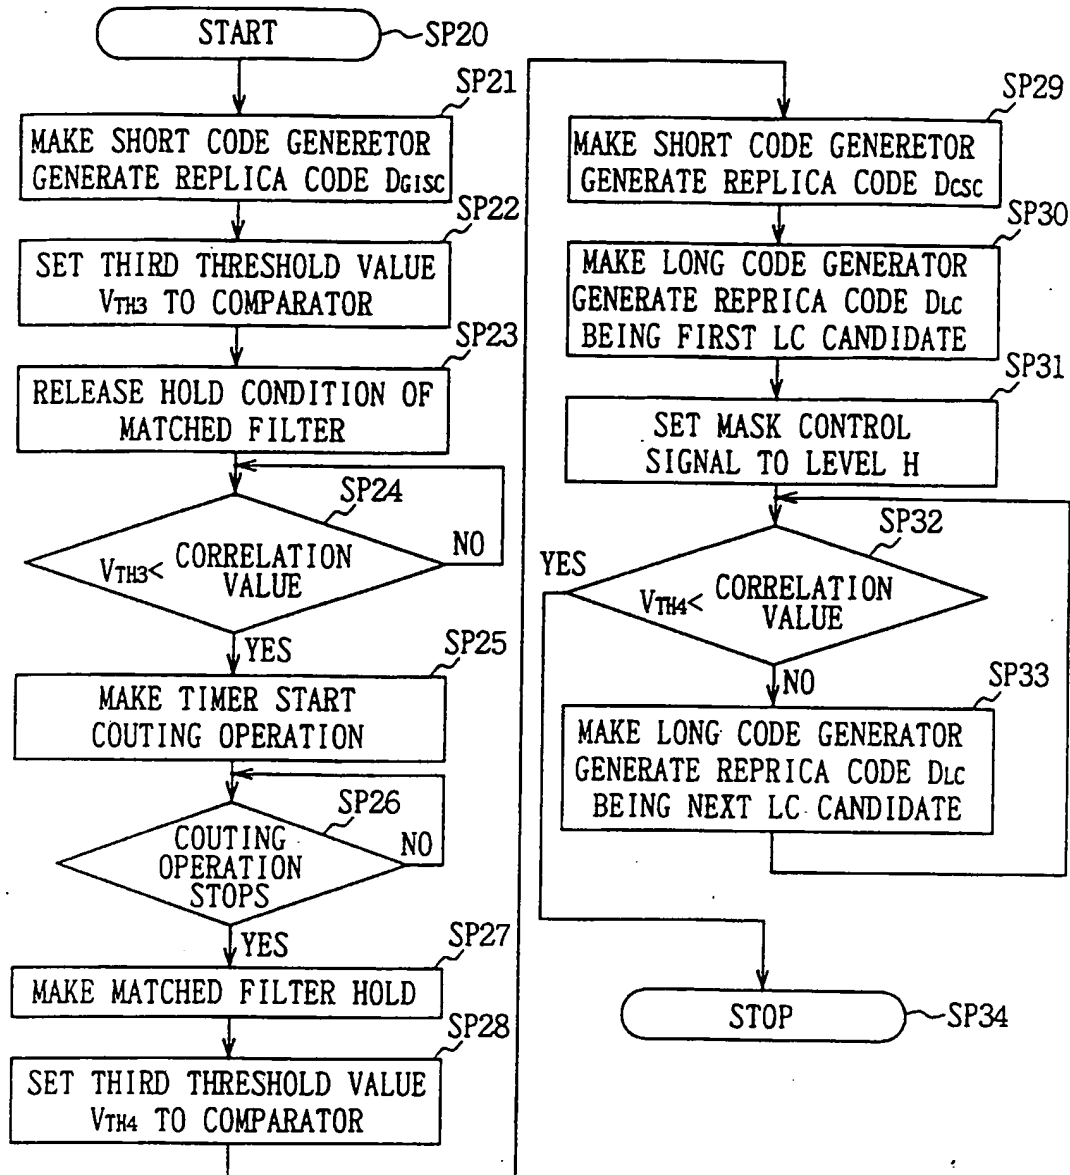 START
SP20
SP21
MAKE SHORT CODE GENERETOR
GENERATE REPLICA CODE DGISC
SP22
SET THIRD THRESHOLD VALUE
VTH3 TO COMPARATOR
SP23
RELEASE HOLD CONDITION OF
MATCHED FILTER
SP24
VTH3< CORRELATION
VALUE
NO
YES
SP25
MAKE TIMER START
COUTING OPERATION
SP26
COUTING
OPERATION
STOPS
NO
YES
SP27
MAKE MATCHED FILTER HOLD
SP28
SET THIRD THRESHOLD VALUE
VTH4 TO COMPARATOR
SP29
MAKE SHORT CODE GENERETOR
GENERATE REPLICA CODE DCSC
SP30
MAKE LONG CODE GENERATOR
GENERATE REPRICA CODE DLC
BEING FIRST LC CANDIDATE
SP31
SET MASK CONTROL
SIGNAL TO LEVEL H
SP32
YES
VTH4< CORRELATION
VALUE
NO
SP33
MAKE LONG CODE GENERATOR
GENERATE REPRICA CODE DLC
BEING NEXT LC CANDIDATE
STOP
SP34